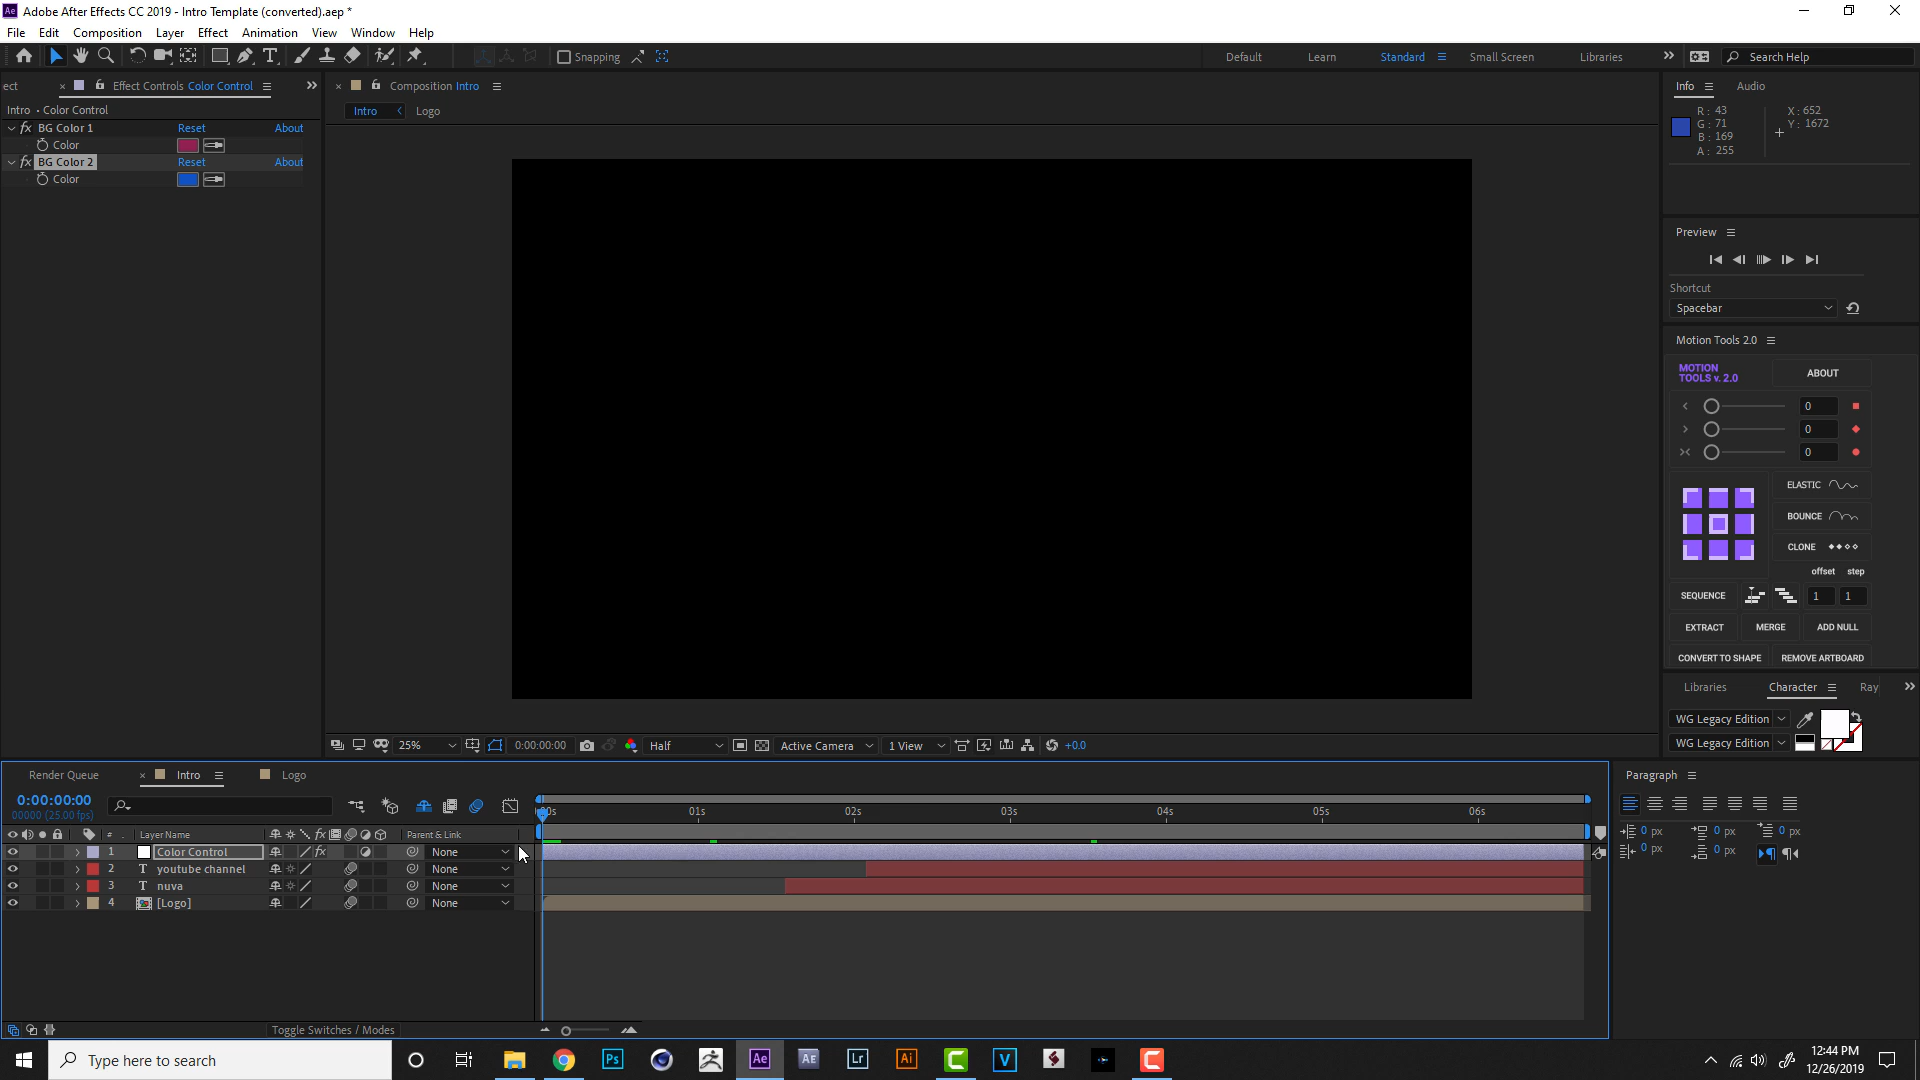 Ae Adobe After Effects CC 2019 - Intro Template (converted).aep *
File Edit Composition Layer Effect Animation View Window Help
Snapping
Default Learn Standard Small Screen Libraries
Search Help
ect Effect Controls Color Control
Intro • Color Control
fx BG Color 1 Reset About
Color
fx BG Color 2 Reset About
Color
Composition Intro
Intro Logo
25% 0:00:00:00 Half Active Camera 1 View +0.0
Info Audio
R: 43
G: 71
B: 169
A: 255
X: 652
Y: 1672
Preview
Shortcut
Spacebar
Motion Tools 2.0
MOTION
TOOLS v. 2.0
ABOUT
0
0
0
ELASTIC
BOUNCE
CLONE
offset step
SEQUENCE 1 1
EXTRACT MERGE ADD NULL
CONVERT TO SHAPE REMOVE ARTBOARD
Libraries Character Ray
WG Legacy Edition
WG Legacy Edition
Render Queue Intro Logo
0:00:00:00
00000 (25.00 fps)
01s 02s 03s 04s 05s 06s
# Layer Name fx Parent & Link
1 Color Control fx None
2 T youtube channel None
3 T nuva None
4 [Logo] None
Toggle Switches / Modes
Paragraph
0 px 0 px 0 px
0 px 0 px
Type here to search
Ps Ae AE Lr Ai V
12:44 PM
12/26/2019